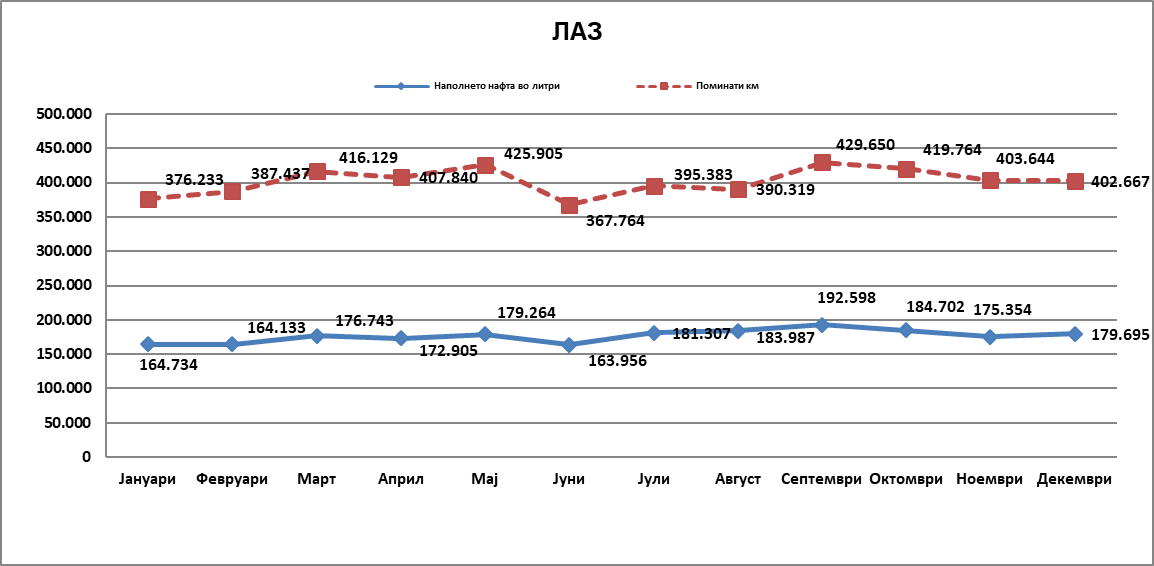 ЛАЗ
Наполнето нафта во литри Поминати км
500.000
450.000
400.000
350.000
300.000
250.000
200.000
150.000
100.000
50.000
0
376.233 387.437 416.129 407.840 425.905 367.764 395.383 390.319 429.650 419.764 403.644 402.667
164.734 164.133 176.743 172.905 179.264 163.956 181.307 183.987 192.598 184.702 175.354 179.695
Јануари Февруари Март Април Мај Јуни Јули Август Септември Октомври Ноември Декември